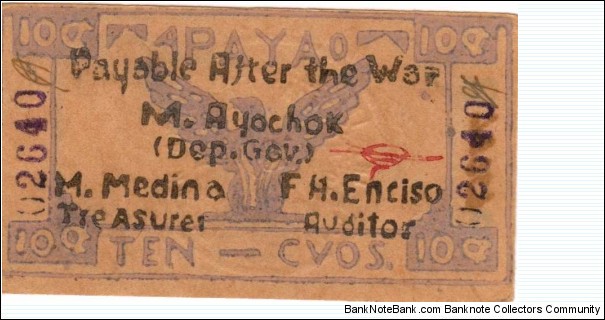 10¢ APAYAO 10¢
Payable After the War
M. Ayochok
(Dep. Gov.)
M. Medina F H. Enciso
TreAsurer Auditor
10¢ TEN — CVOS. 10¢
02640
02640
BanknoteBank.com - Banknote Collectors Community